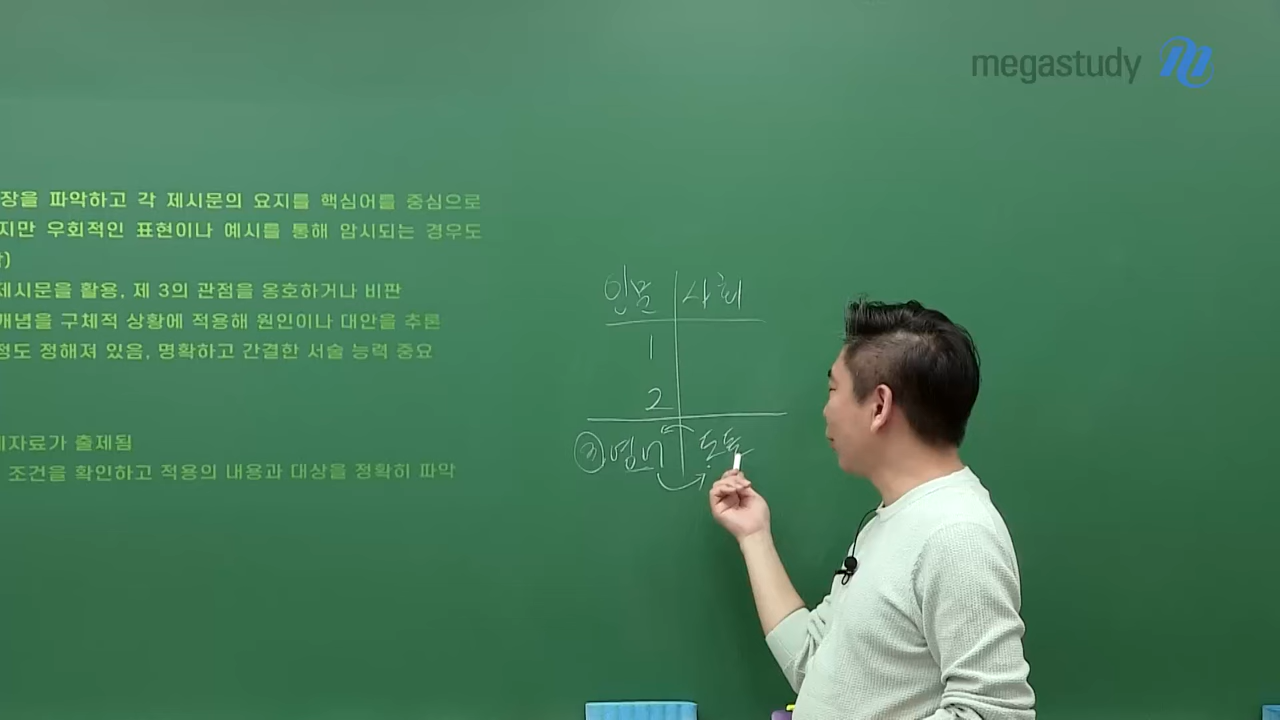 megastudy
장을 파악하고 각 제시문의 요지를 핵심어를 중심으로
지만 우회적인 표현이나 예시를 통해 암시되는 경우도
)
제시문을 활용, 제 3의 관점을 옹호하거나 비판
개념을 구체적 상황에 적용해 원인이나 대안을 추론
정도 정해져 있음, 명확하고 간결한 서술 능력 중요
자료가 출제됨
조건을 확인하고 적용의 내용과 대상을 정확히 파악
인문 사회
1
2
③ 영어